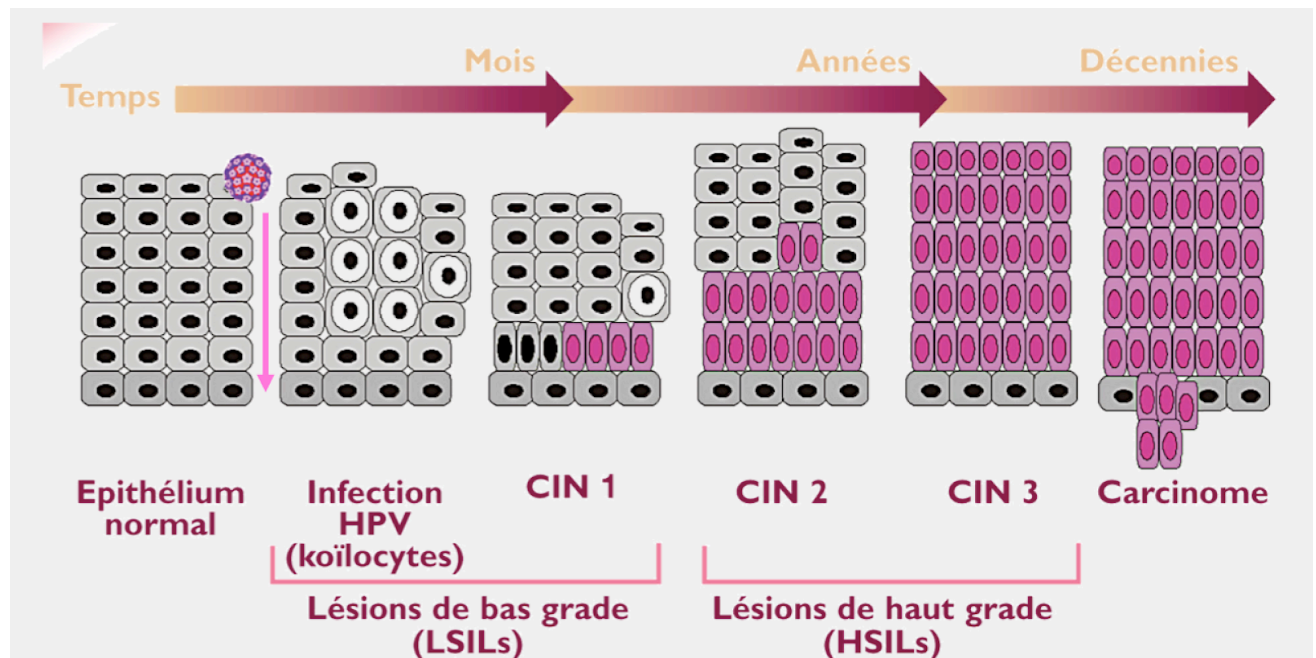 Mois
Années
Décennies
Temps
Epithélium
normal
Infection
HPV
(koïlocytes)
CIN 1
CIN 2
CIN 3
Carcinome
Lésions de bas grade
(LSILs)
Lésions de haut grade
(HSILs)